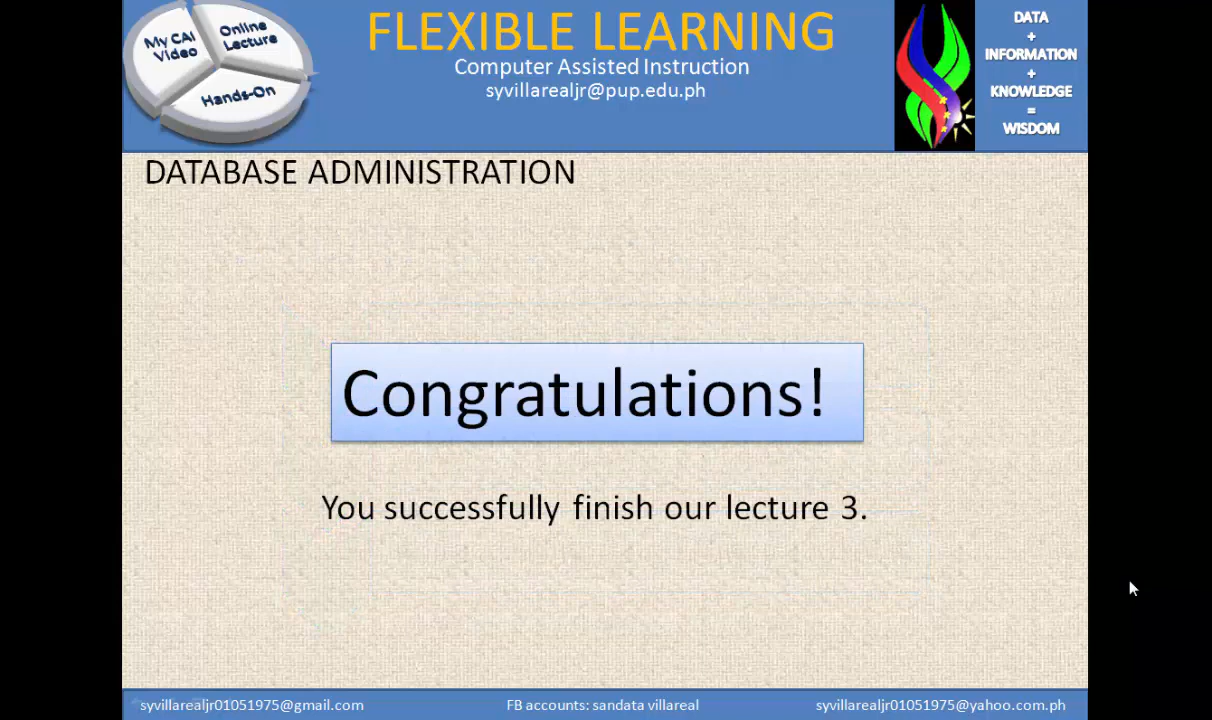 My CAI
Video
Online
Lecture
Hands-On
FLEXIBLE LEARNING
Computer Assisted Instruction
syvillarealjr@pup.edu.ph
DATA
+
INFORMATION
+
KNOWLEDGE
=
WISDOM
DATABASE ADMINISTRATION
Congratulations!
You successfully finish our lecture 3.
syvillarealjr01051975@gmail.com
FB accounts: sandata villareal
syvillarealjr01051975@yahoo.com.ph